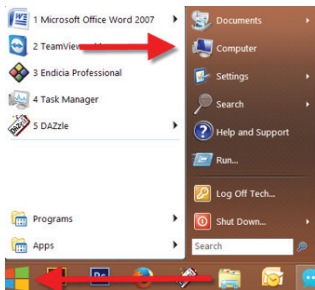 1 Microsoft Office Word 2007
2 TeamViewer
3 Endicia Professional
4 Task Manager
5 DAZzle
Programs
Apps
Documents
Computer
Settings
Search
Help and Support
Run...
Log Off Tech...
Shut Down...
Search